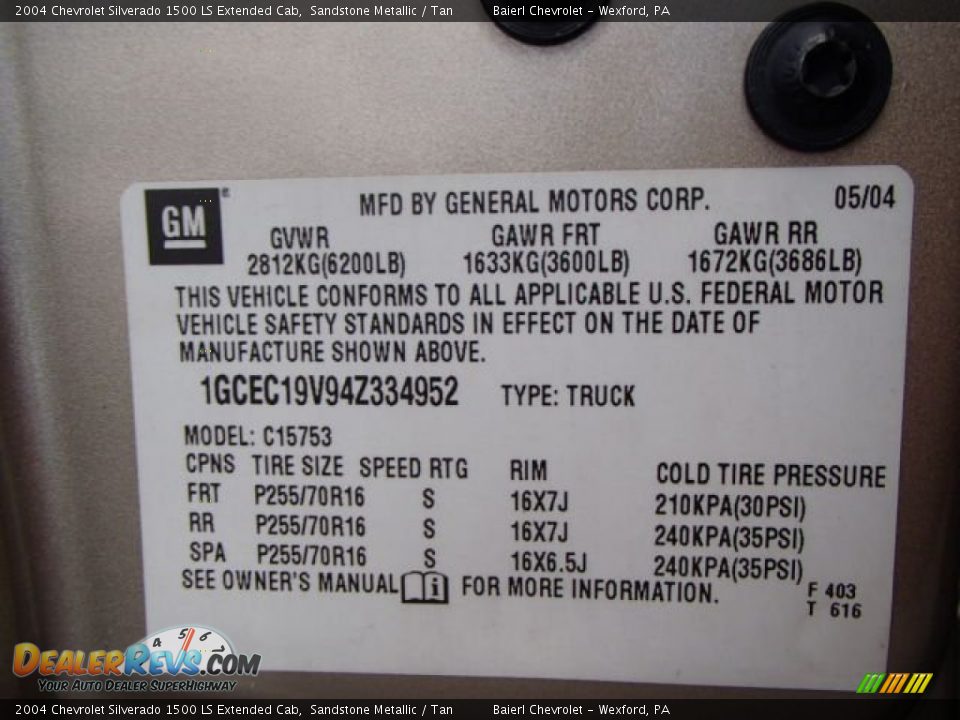 2004 Chevrolet Silverado 1500 LS Extended Cab, Sandstone Metallic / Tan Baierl Chevrolet - Wexford, PA
GM® MFD BY GENERAL MOTORS CORP. 05/04
GVWR GAWR FRT GAWR RR
2812KG(6200LB) 1633KG(3600LB) 1672KG(3686LB)
THIS VEHICLE CONFORMS TO ALL APPLICABLE U.S. FEDERAL MOTOR
VEHICLE SAFETY STANDARDS IN EFFECT ON THE DATE OF
MANUFACTURE SHOWN ABOVE.
1GCEC19V94Z334952 TYPE: TRUCK
MODEL: C15753
CPNS TIRE SIZE SPEED RTG RIM COLD TIRE PRESSURE
FRT P255/70R16 S 16X7J 210KPA(30PSI)
RR P255/70R16 S 16X7J 240KPA(35PSI)
SPA P255/70R16 S 16X6.5J 240KPA(35PSI)
SEE OWNER'S MANUAL i FOR MORE INFORMATION.
F 403
T 616
4 5 6 7
DEALERREVS.COM
YOUR AUTO DEALER SUPERHIGHWAY
2004 Chevrolet Silverado 1500 LS Extended Cab, Sandstone Metallic / Tan Baierl Chevrolet - Wexford, PA